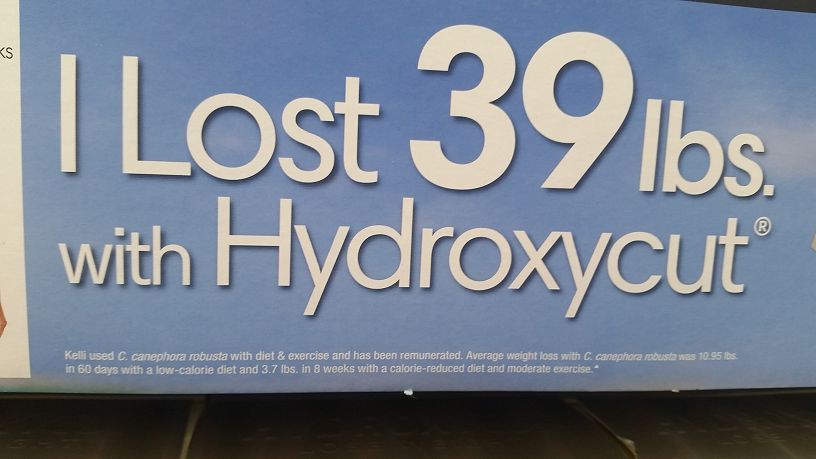 KS
I Lost 39 lbs.
with Hydroxycut®
Kelli used C. canephora robusta with diet & exercise and has been remunerated. Average weight loss with C. canephora robusta was 10.95 lbs.
in 60 days with a low-calorie diet and 3.7 lbs. in 8 weeks with a calorie-reduced diet and moderate exercise.▲